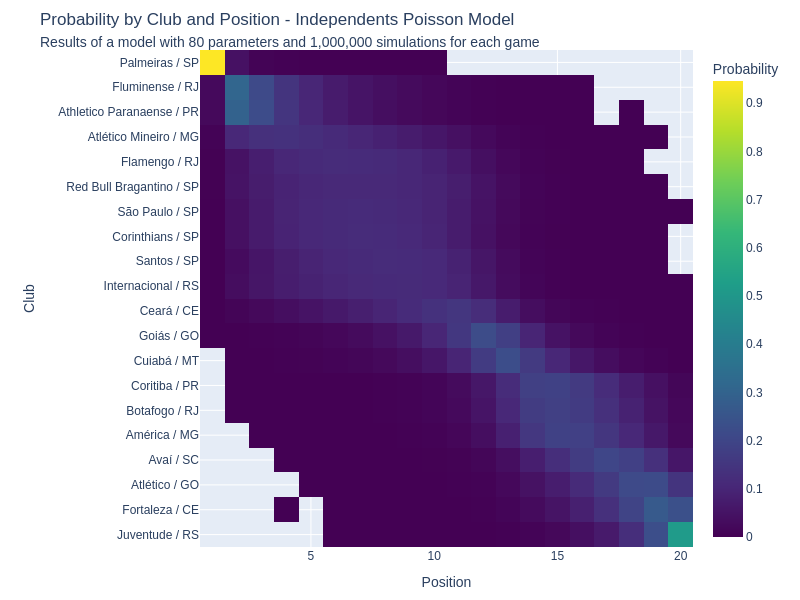 Probability by Club and Position - Independents Poisson Model
Results of a model with 80 parameters and 1,000,000 simulations for each game
Probability
Palmeiras / SP
Fluminense / RJ
Athletico Paranaense / PR
Atlético Mineiro / MG
Flamengo / RJ
Red Bull Bragantino / SP
São Paulo / SP
Corinthians / SP
Santos / SP
Internacional / RS
Ceará / CE
Goiás / GO
Cuiabá / MT
Coritiba / PR
Botafogo / RJ
América / MG
Avaí / SC
Atlético / GO
Fortaleza / CE
Juventude / RS
Club
5
10
15
20
Position
0.9
0.8
0.7
0.6
0.5
0.4
0.3
0.2
0.1
0